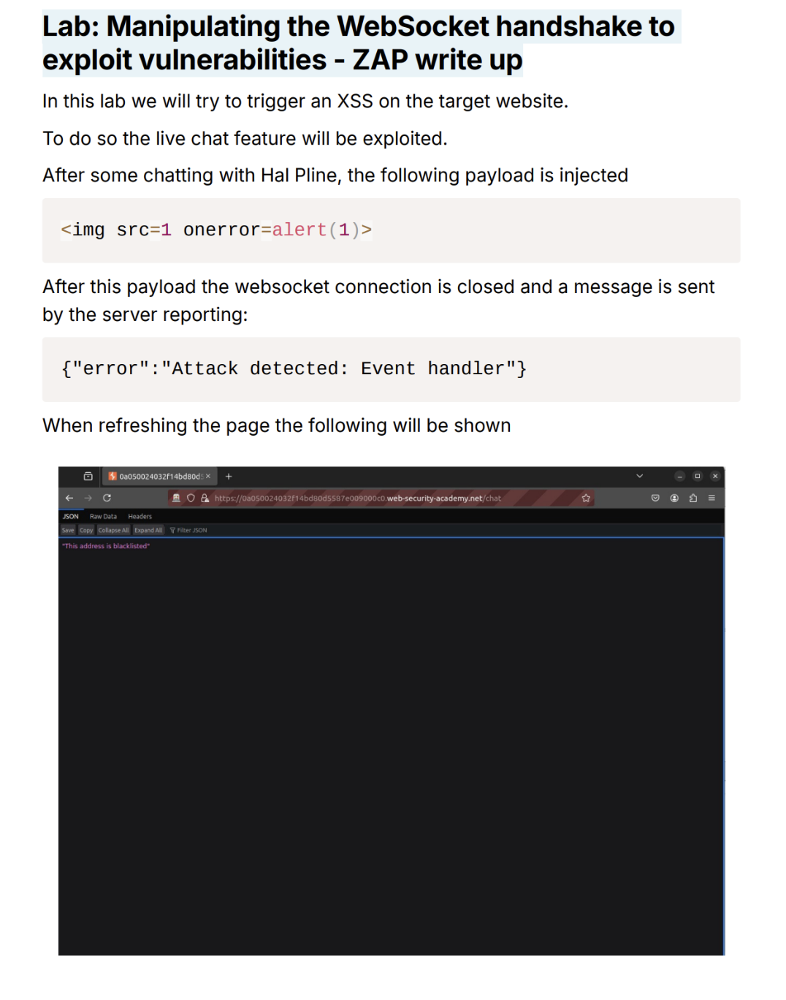 Lab: Manipulating the WebSocket handshake to
exploit vulnerabilities - ZAP write up
In this lab we will try to trigger an XSS on the target website.
To do so the live chat feature will be exploited.
After some chatting with Hal Pline, the following payload is injected
<img src=1 onerror=alert(1)>
After this payload the websocket connection is closed and a message is sent
by the server reporting:
{"error":"Attack detected: Event handler"}
When refreshing the page the following will be shown
0a050024032f14bd80d5
https://0a050024032f14bd80d5587e009000c0.web-security-academy.net/chat
JSON Raw Data Headers
Save Copy Collapse All Expand All Filter JSON
"This address is blacklisted"